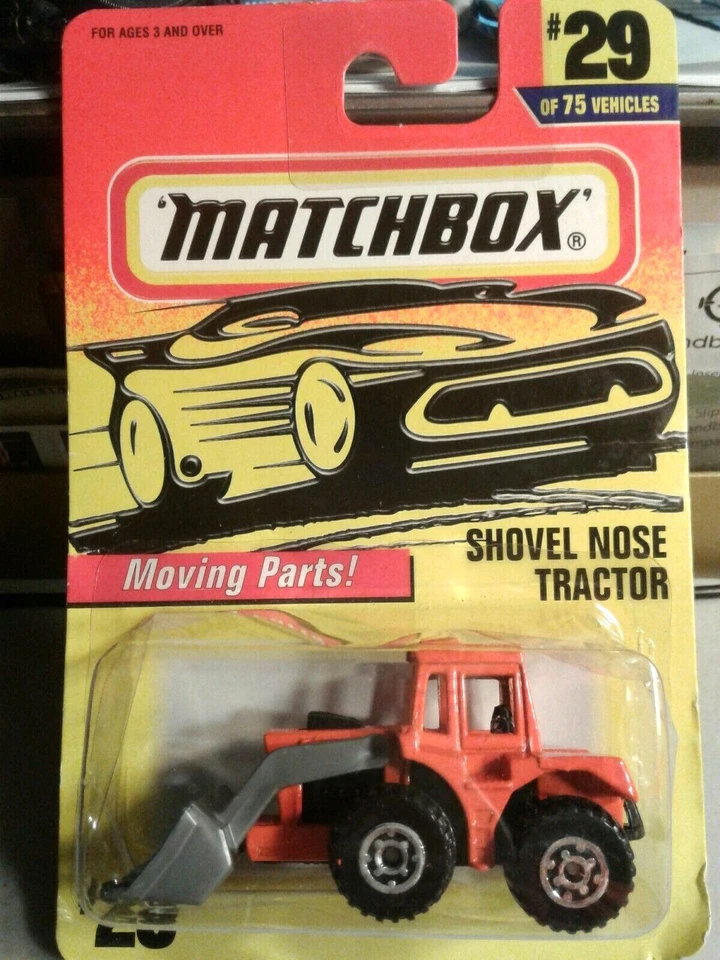 FOR AGES 3 AND OVER
#29
OF 75 VEHICLES
'MATCHBOX'®
SHOVEL NOSE
TRACTOR
Moving Parts!